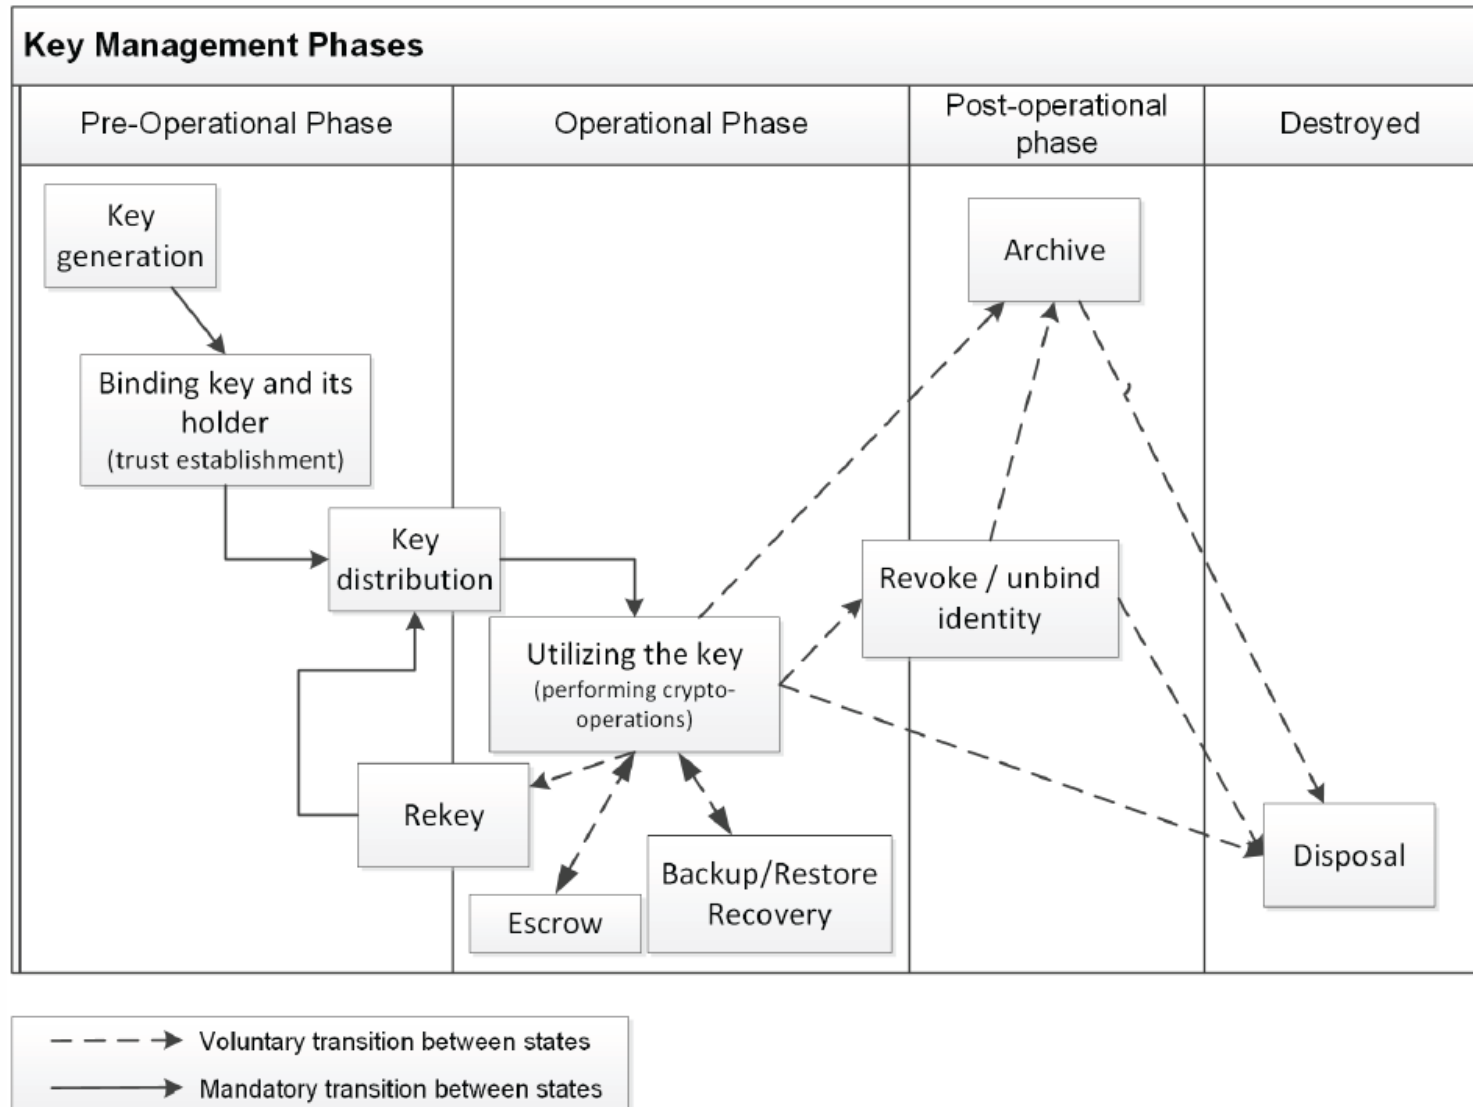 Key Management Phases
Pre-Operational Phase
Operational Phase
Post-operational
phase
Destroyed
Key
generation
Binding key and its
holder
(trust establishment)
Key
distribution
Utilizing the key
(performing crypto-
operations)
Rekey
Escrow
Backup/Restore
Recovery
Archive
Revoke / unbind
identity
Disposal
Voluntary transition between states
Mandatory transition between states